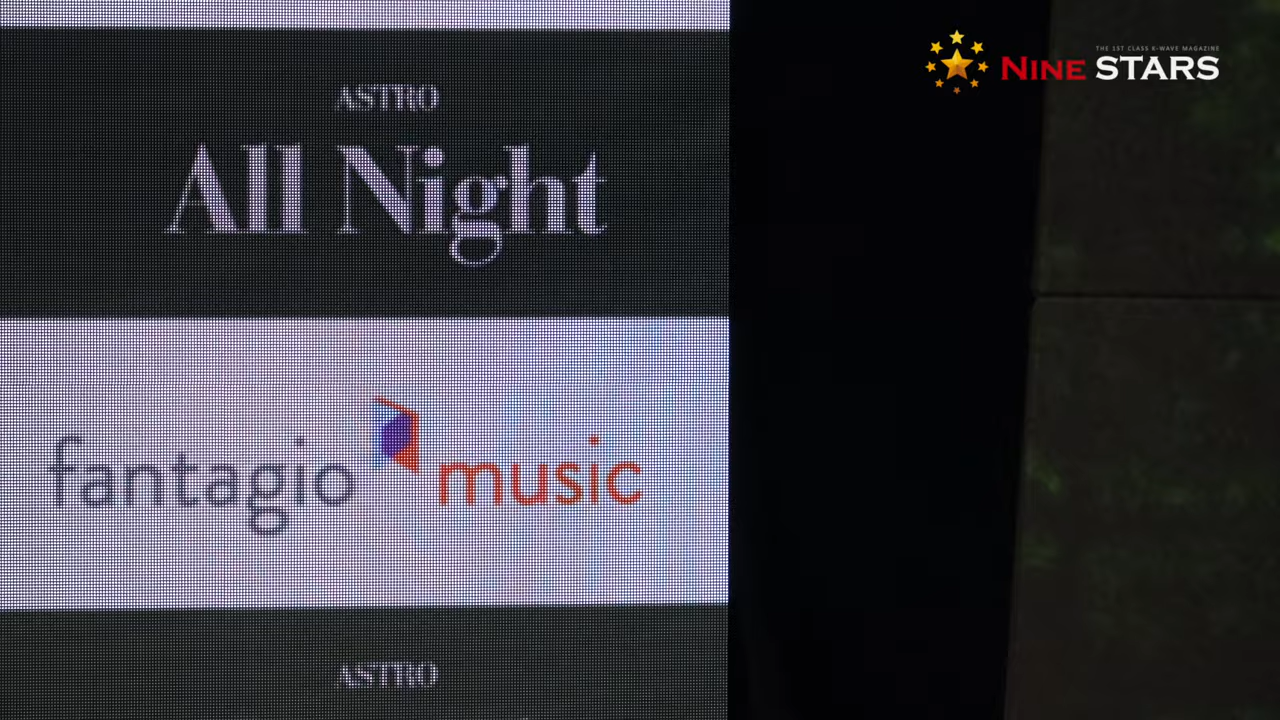 THE 1ST CLASS K-WAVE MAGAZINE
NINE STARS
ASTRO
All Night
fantagio music
ASTRO